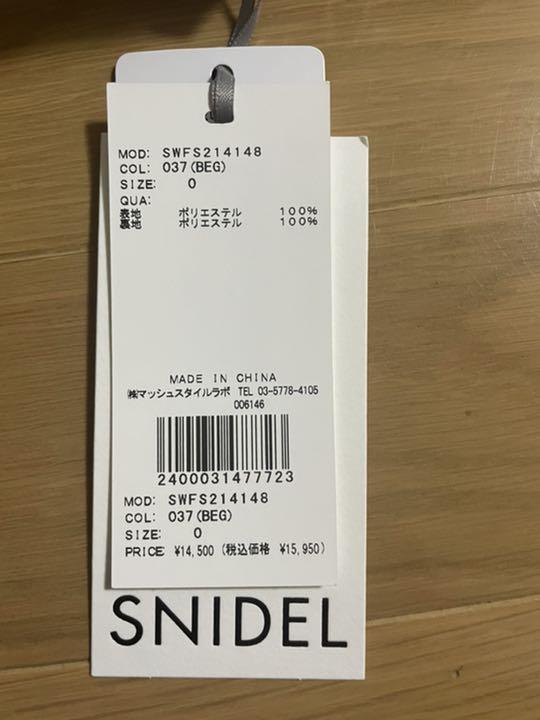 MOD: SWFS214148
COL: 037(BEG)
SIZE: 0
QUA:
表地 ポリエステル 100%
裏地 ポリエステル 100%
MADE IN CHINA
㈱マッシュスタイルラボ TEL 03-5778-4105
006146
2400031477723
MOD: SWFS214148
COL: 037(BEG)
SIZE: 0
PRICE: ¥14,500 (税込価格 ¥15,950)
SNIDEL